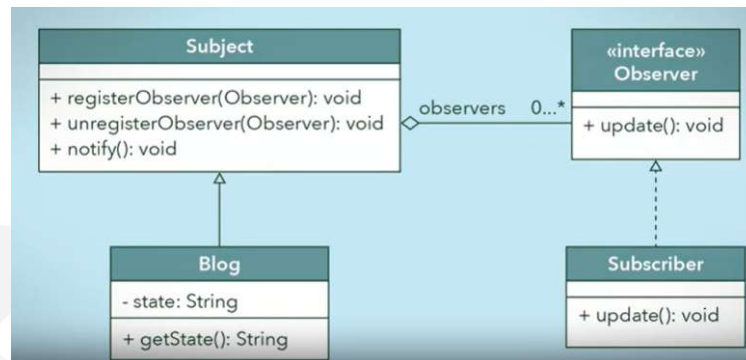 Subject
+ registerObserver(Observer): void
+ unregisterObserver(Observer): void
+ notify(): void
observers 0...*
«interface»
Observer
+ update(): void
Blog
- state: String
+ getState(): String
Subscriber
+ update(): void